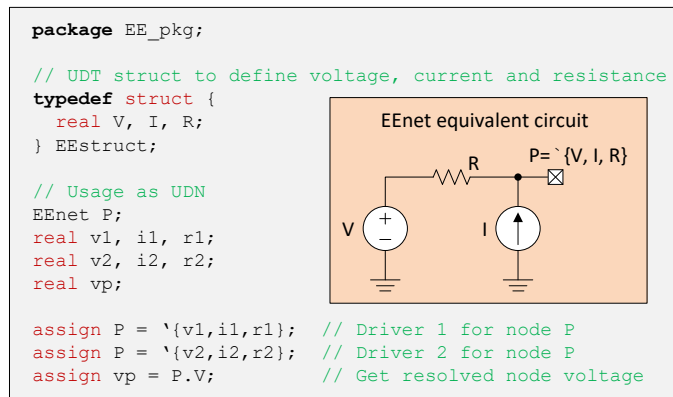 package EE_pkg;
// UDT struct to define voltage, current and resistance
typedef struct {
real V, I, R;
} EEstruct;
// Usage as UDN
EEnet P;
real v1, i1, r1;
real v2, i2, r2;
real vp;
EEnet equivalent circuit
P=`{V, I, R}
R
V
+
−
I
assign P = ‘{v1,i1,r1}; // Driver 1 for node P
assign P = ‘{v2,i2,r2}; // Driver 2 for node P
assign vp = P.V; // Get resolved node voltage